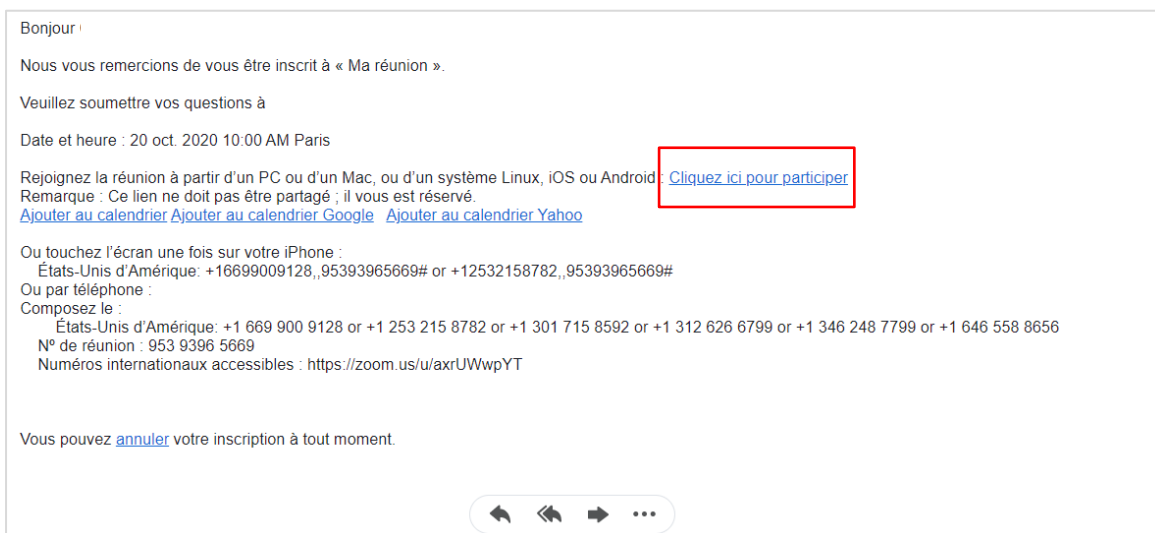 Bonjour
Nous vous remercions de vous être inscrit à « Ma réunion ».
Veuillez soumettre vos questions à
Date et heure : 20 oct. 2020 10:00 AM Paris
Rejoignez la réunion à partir d’un PC ou d’un Mac, ou d’un système Linux, iOS ou Android : Cliquez ici pour participer
Remarque : Ce lien ne doit pas être partagé ; il vous est réservé.
Ajouter au calendrier Ajouter au calendrier Google Ajouter au calendrier Yahoo
Ou touchez l’écran une fois sur votre iPhone :
États-Unis d’Amérique: +16699009128,,95393965669# or +12532158782,,95393965669#
Ou par téléphone :
Composez le :
États-Unis d’Amérique: +1 669 900 9128 or +1 253 215 8782 or +1 301 715 8592 or +1 312 626 6799 or +1 346 248 7799 or +1 646 558 8656
Nº de réunion : 953 9396 5669
Numéros internationaux accessibles : https://zoom.us/u/axrUWwpYT
Vous pouvez annuler votre inscription à tout moment.